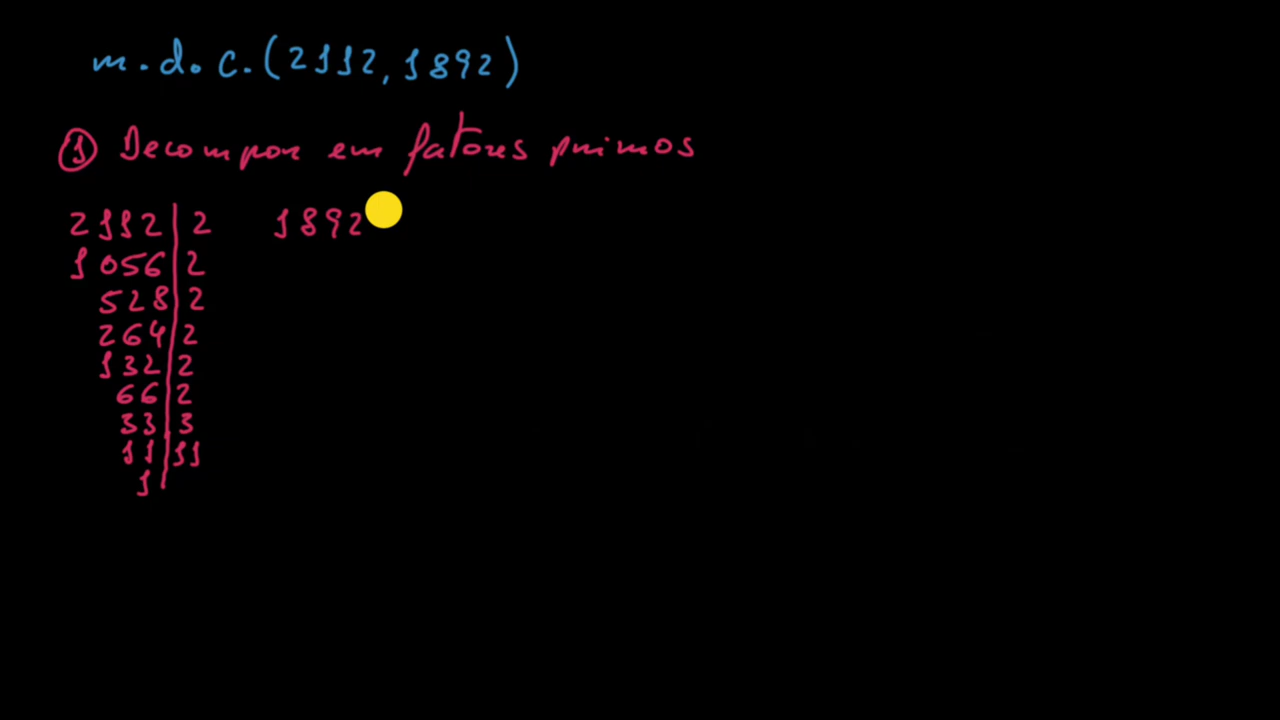 m.d.c.(2112,1892)
① Decompor em fatores primos
2112 | 2 1892
1056 | 2
528 | 2
264 | 2
132 | 2
66 | 2
33 | 3
11 | 11
1